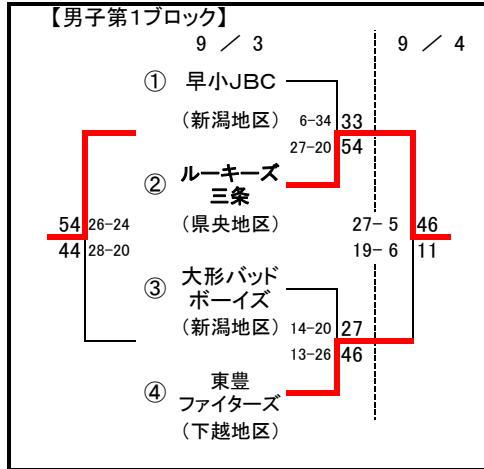 【男子第1ブロック】
9 ／ 3
9 ／ 4
① 早小JBC
(新潟地区)
6-34 33
27-20 54
② ルーキーズ
三条
(県央地区)
54 26-24
44 28-20
27- 5 46
19- 6 11
③ 大形バッド
ボーイズ
(新潟地区)
14-20 27
13-26 46
④ 東豊
ファイターズ
(下越地区)